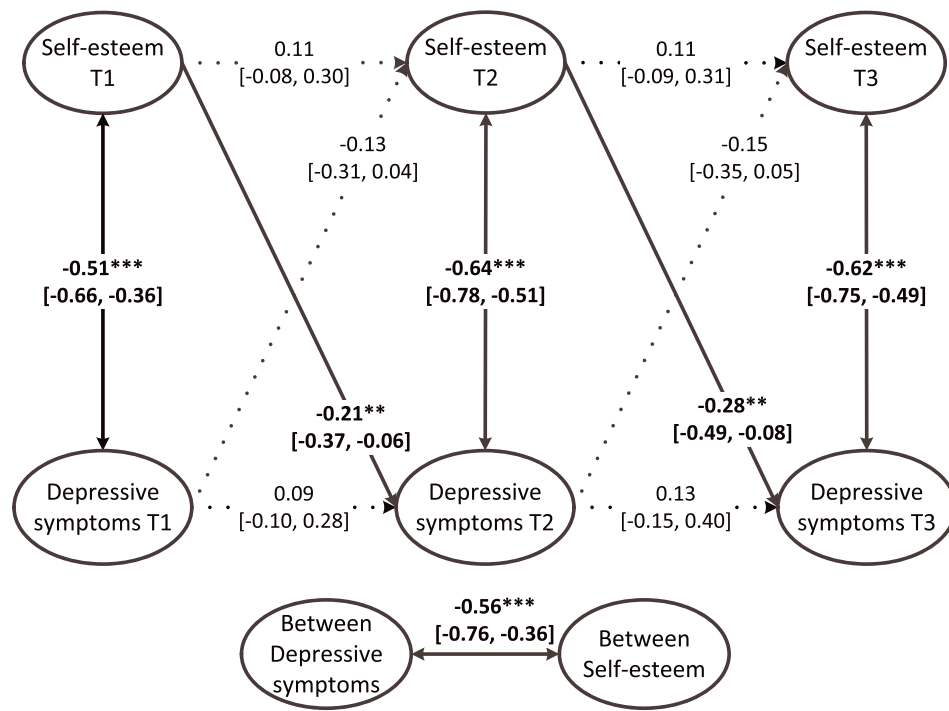 Self-esteem
T1
0.11
[-0.08, 0.30]
Self-esteem
T2
0.11
[-0.09, 0.31]
Self-esteem
T3
-0.13
[-0.31, 0.04]
-0.15
[-0.35, 0.05]
-0.51***
[-0.66, -0.36]
-0.64***
[-0.78, -0.51]
-0.62***
[-0.75, -0.49]
-0.21**
[-0.37, -0.06]
-0.28**
[-0.49, -0.08]
Depressive
symptoms T1
0.09
[-0.10, 0.28]
Depressive
symptoms T2
0.13
[-0.15, 0.40]
Depressive
symptoms T3
Between
Depressive
symptoms
-0.56***
[-0.76, -0.36]
Between
Self-esteem